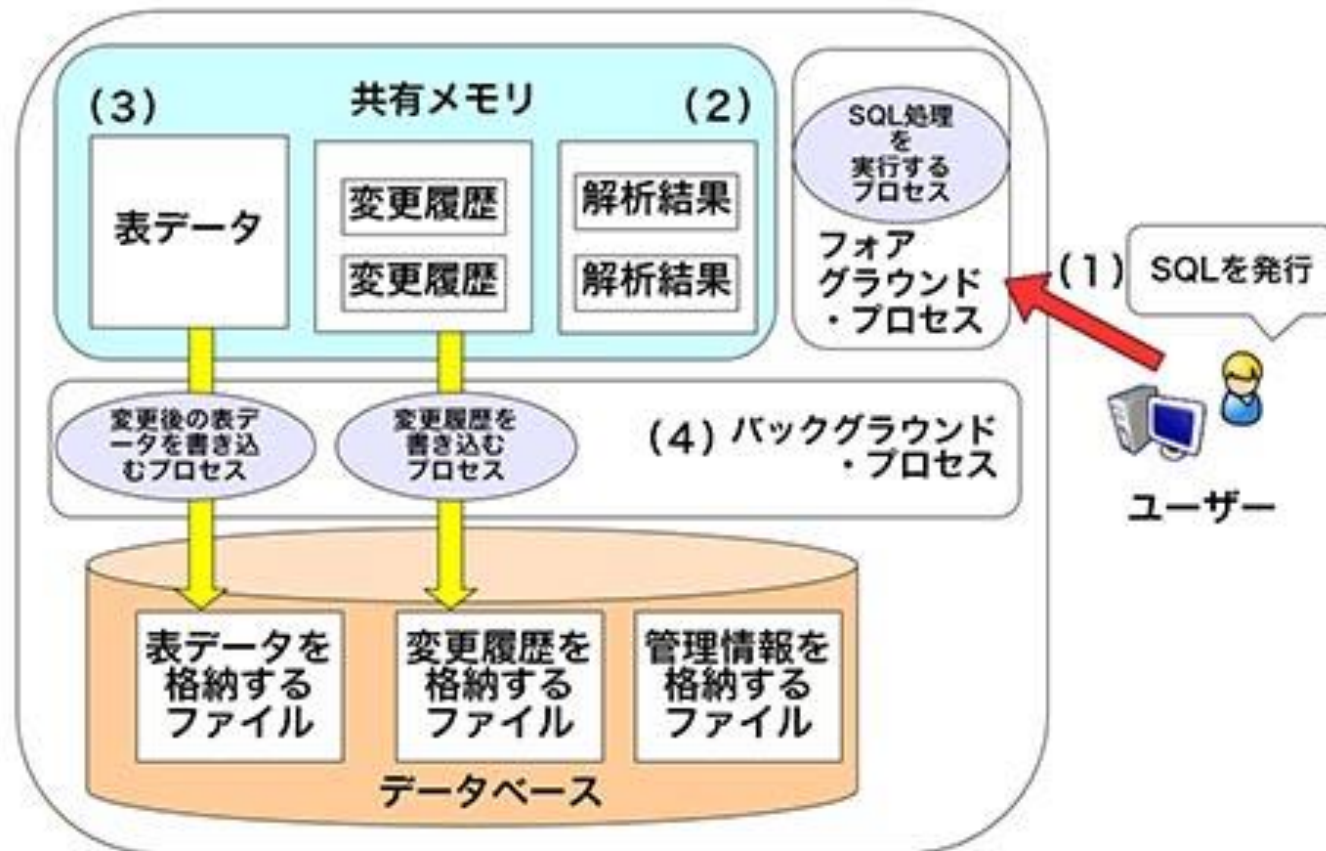 共有メモリ
(3)
(2)
表データ
変更履歴
変更履歴
解析結果
解析結果
SQL処理
を
実行する
プロセス
フォア
グラウンド
・プロセス
(1)
SQLを発行
ユーザー
変更後の表デ
ータを書き込
むプロセス
変更履歴を
書き込む
プロセス
(4)バックグラウンド
・プロセス
表データを
格納する
ファイル
変更履歴を
格納する
ファイル
管理情報を
格納する
ファイル
データベース